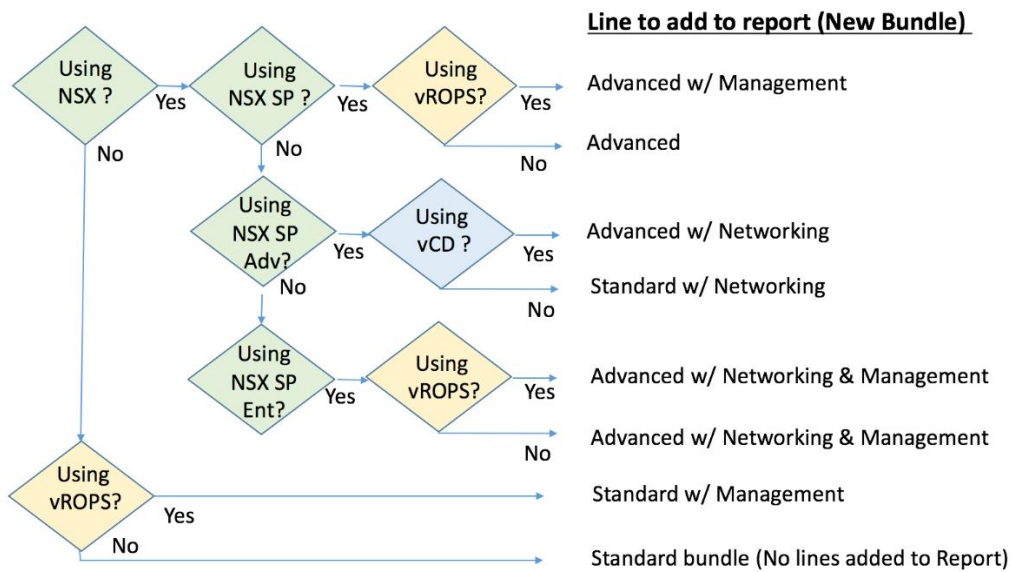 Line to add to report (New Bundle)
Using
NSX ?
Yes
No
Using
NSX SP ?
Yes
No
Using
vROPS?
Yes
No
Advanced w/ Management
Advanced
Using
NSX SP
Adv?
Yes
No
Using
vCD ?
Yes
No
Advanced w/ Networking
Standard w/ Networking
Using
NSX SP
Ent?
Yes
Using
vROPS?
Yes
No
Advanced w/ Networking & Management
Advanced w/ Networking & Management
Using
vROPS?
Yes
No
Standard w/ Management
Standard bundle (No lines added to Report)